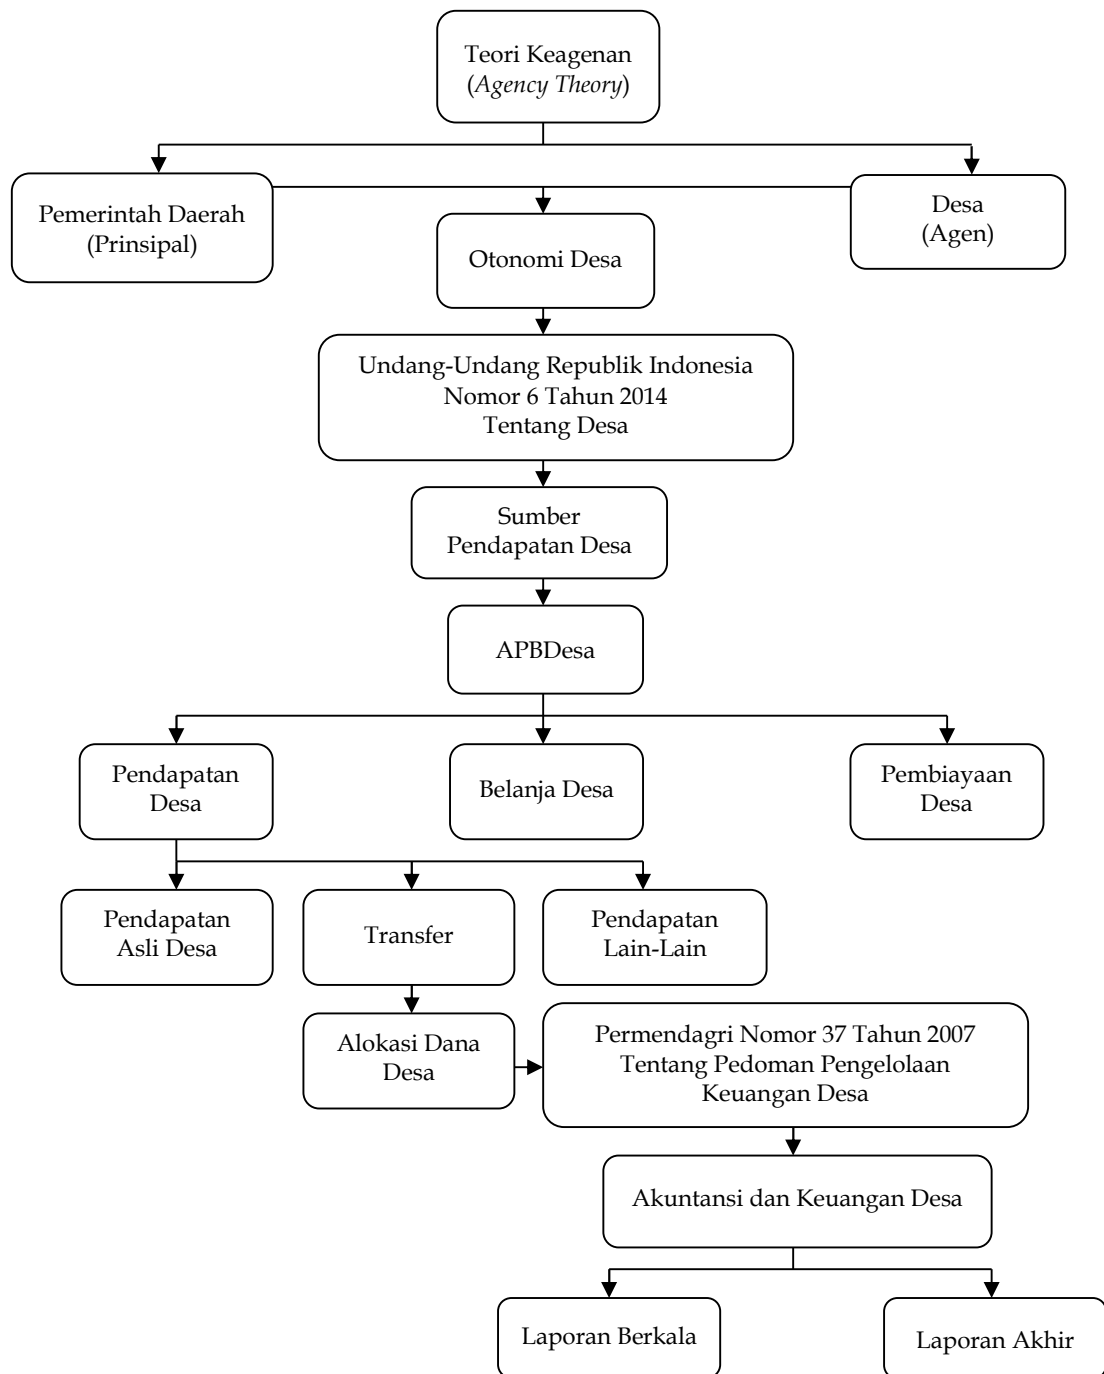 Teori Keagenan
(Agency Theory)
Pemerintah Daerah
(Prinsipal)
Desa
(Agen)
Otonomi Desa
Undang-Undang Republik Indonesia
Nomor 6 Tahun 2014
Tentang Desa
Sumber
Pendapatan Desa
APBDesa
Pendapatan
Desa
Belanja Desa
Pembiayaan
Desa
Pendapatan
Asli Desa
Transfer
Pendapatan
Lain-Lain
Alokasi Dana
Desa
Permendagri Nomor 37 Tahun 2007
Tentang Pedoman Pengelolaan
Keuangan Desa
Akuntansi dan Keuangan Desa
Laporan Berkala
Laporan Akhir